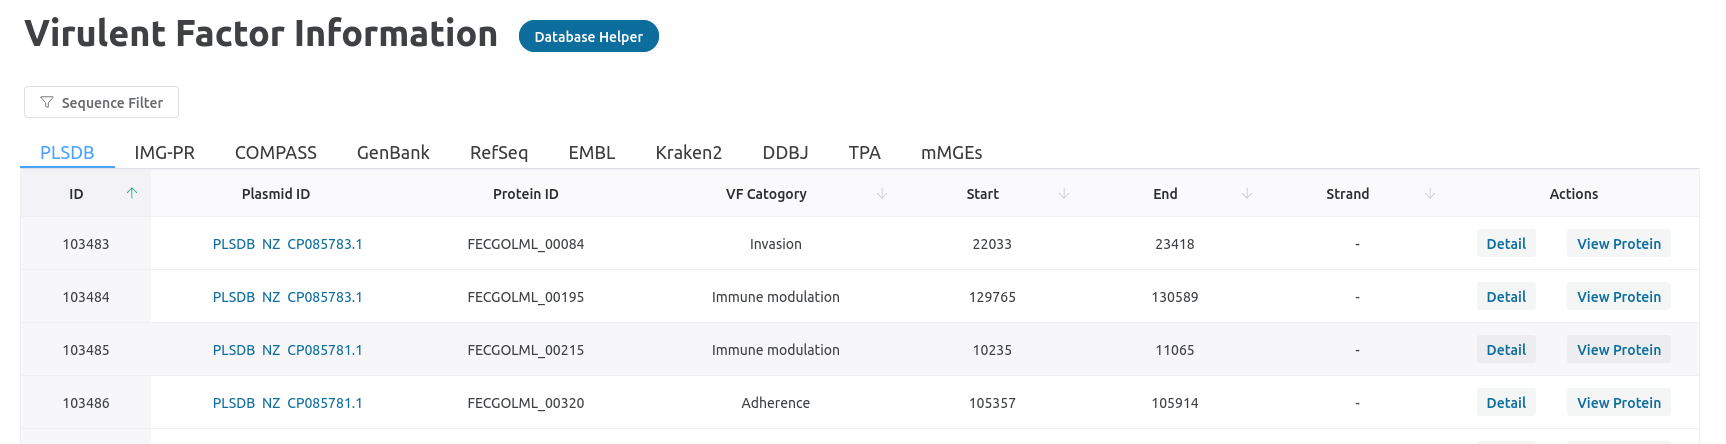 Virulent Factor Information Database Helper
Sequence Filter
PLSDB IMG-PR COMPASS GenBank RefSeq EMBL Kraken2 DDBJ TPA mMGEs
ID Plasmid ID Protein ID VF Catogory Start End Strand Actions
103483 PLSDB NZ CP085783.1 FECGOLML_00084 Invasion 22033 23418 - Detail View Protein
103484 PLSDB NZ CP085783.1 FECGOLML_00195 Immune modulation 129765 130589 - Detail View Protein
103485 PLSDB NZ CP085781.1 FECGOLML_00215 Immune modulation 10235 11065 - Detail View Protein
103486 PLSDB NZ CP085781.1 FECGOLML_00320 Adherence 105357 105914 - Detail View Protein